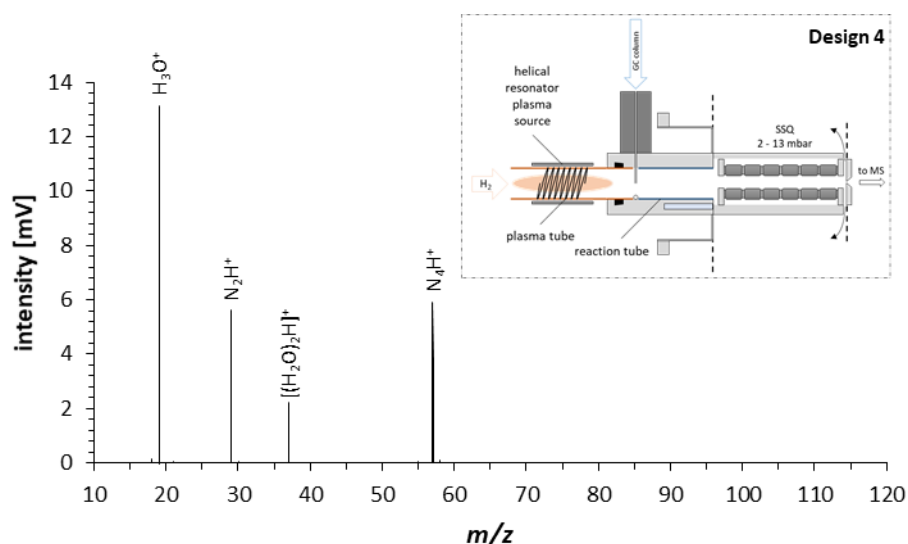 Design 4
GC column
helical
resonator
plasma
source
SSQ
2 - 13 mbar
to MS
H₂
plasma tube
reaction tube
H₃O⁺
N₂H⁺
[(H₂O)₂H]⁺
N₄H⁺
intensity [mV]
14
12
10
8
6
4
2
0
10 20 30 40 50 60 70 80 90 100 110 120
m/z